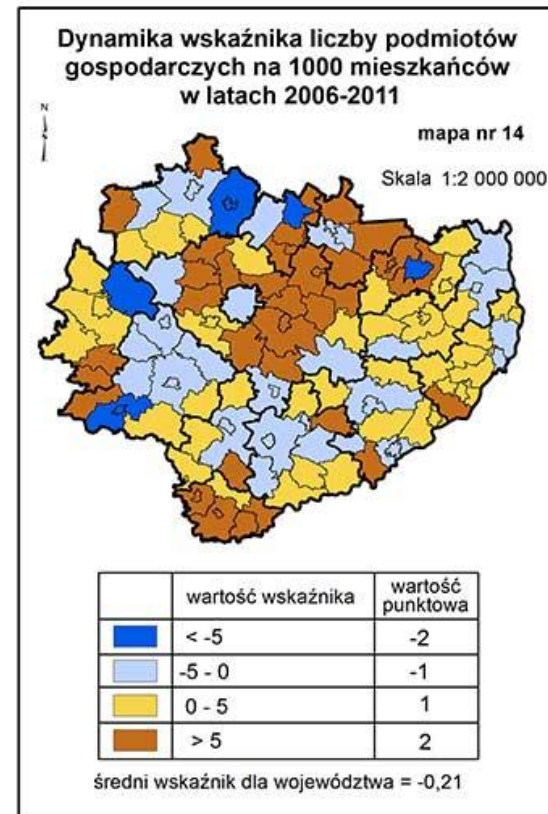 Dynamika wskaźnika liczby podmiotów
gospodarczych na 1000 mieszkańców
w latach 2006-2011
N
mapa nr 14
Skala 1:2 000 000
wartość wskaźnika
wartość
punktowa
< -5
-2
-5 - 0
-1
0 - 5
1
> 5
2
średni wskaźnik dla województwa = -0,21